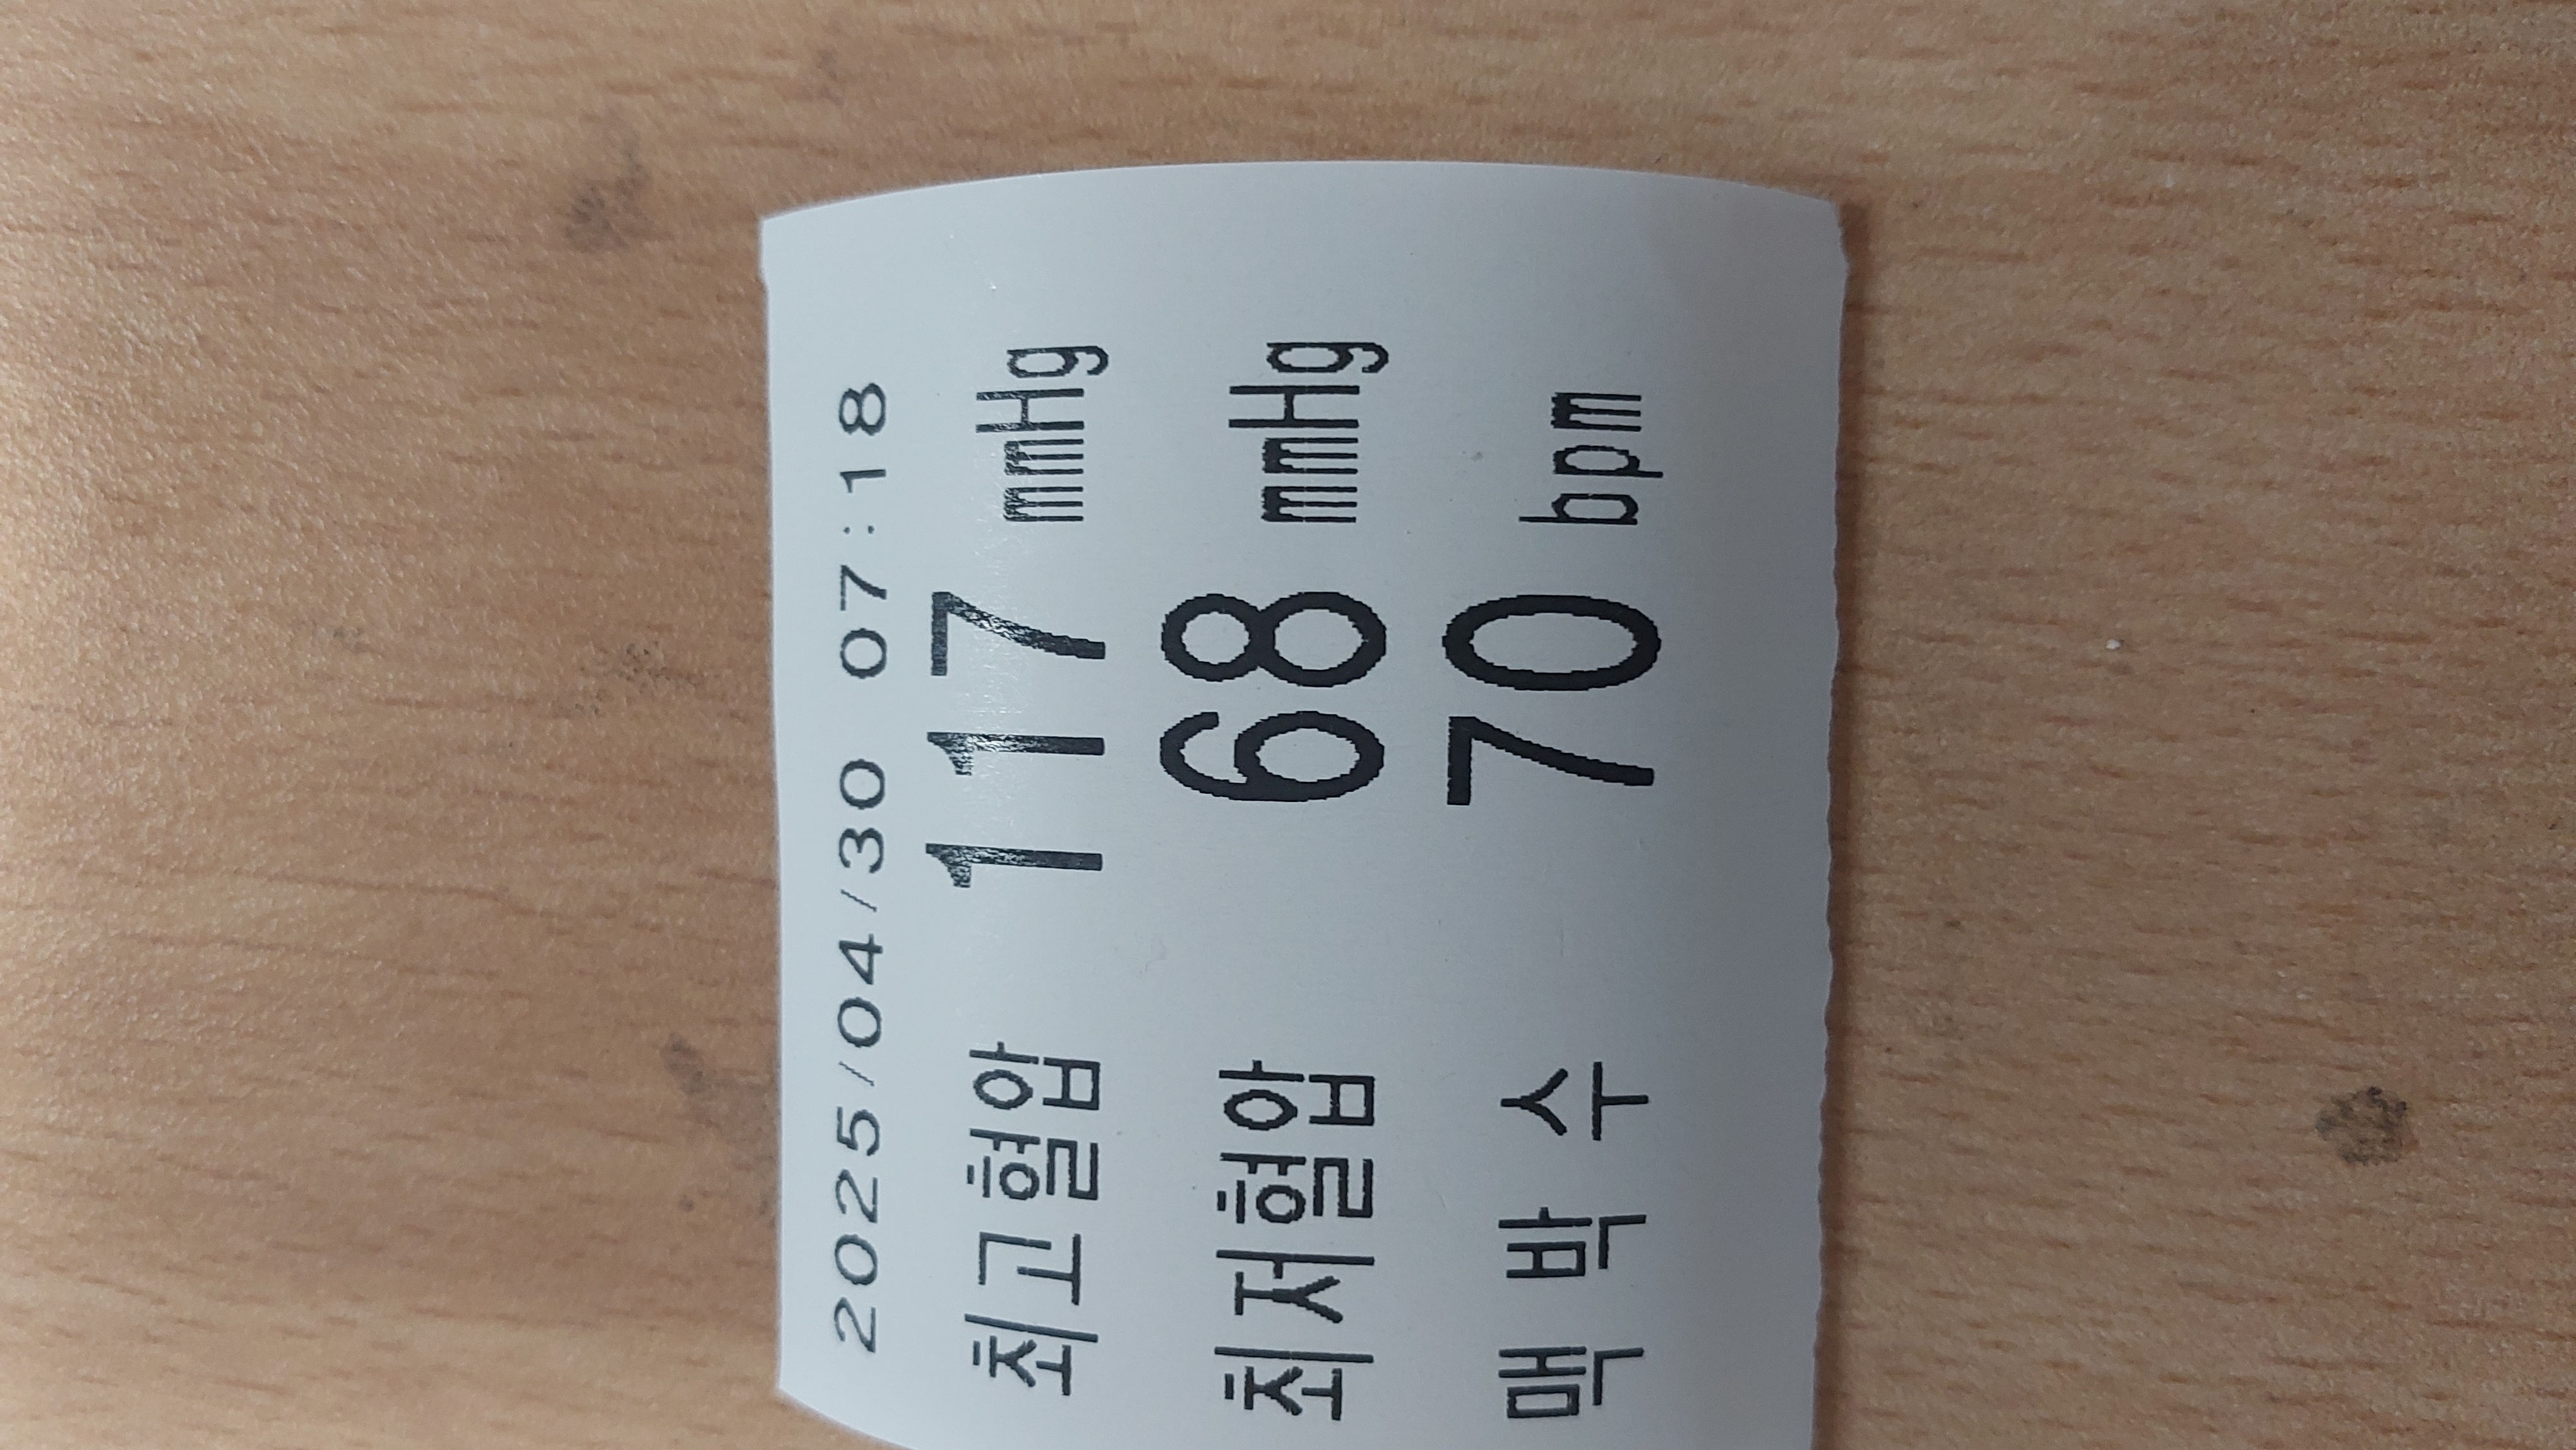 2025/04/30 07:18
최고혈압 117 mmHg
최저혈압 68 mmHg
맥 박 수 70 bpm